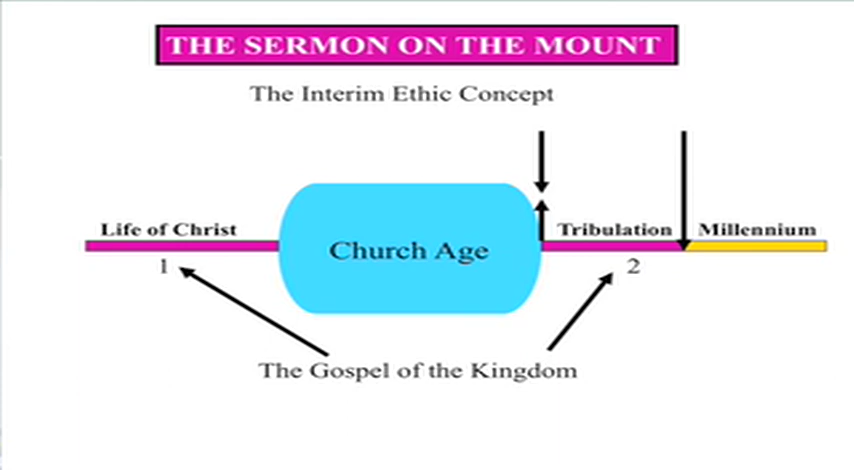 THE SERMON ON THE MOUNT
The Interim Ethic Concept
Life of Christ
Church Age
Tribulation
Millennium
1
2
The Gospel of the Kingdom